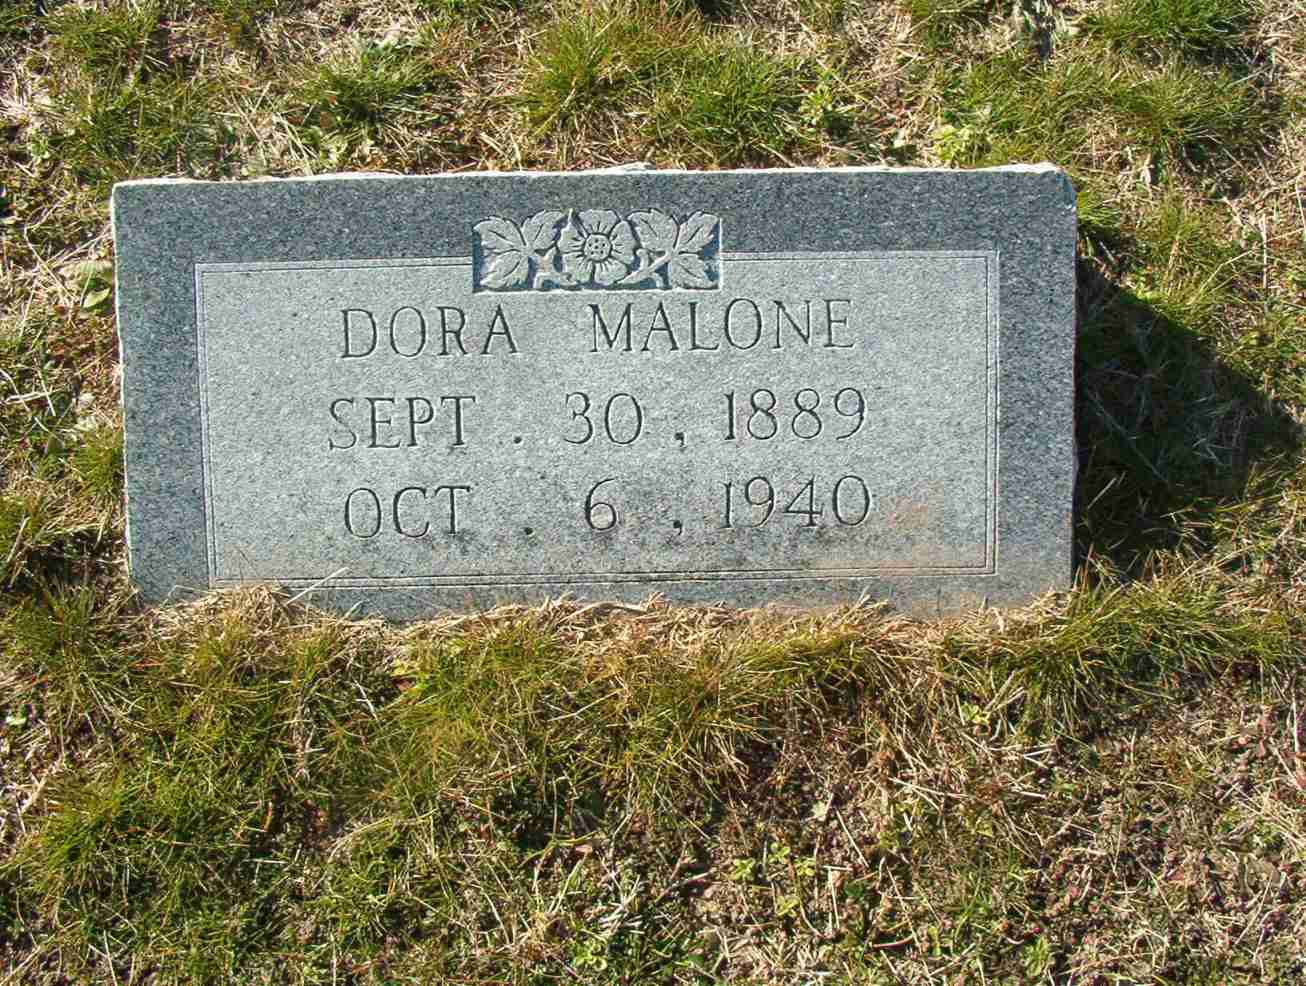 DORA MALONE
SEPT. 30, 1889
OCT. 6, 1940